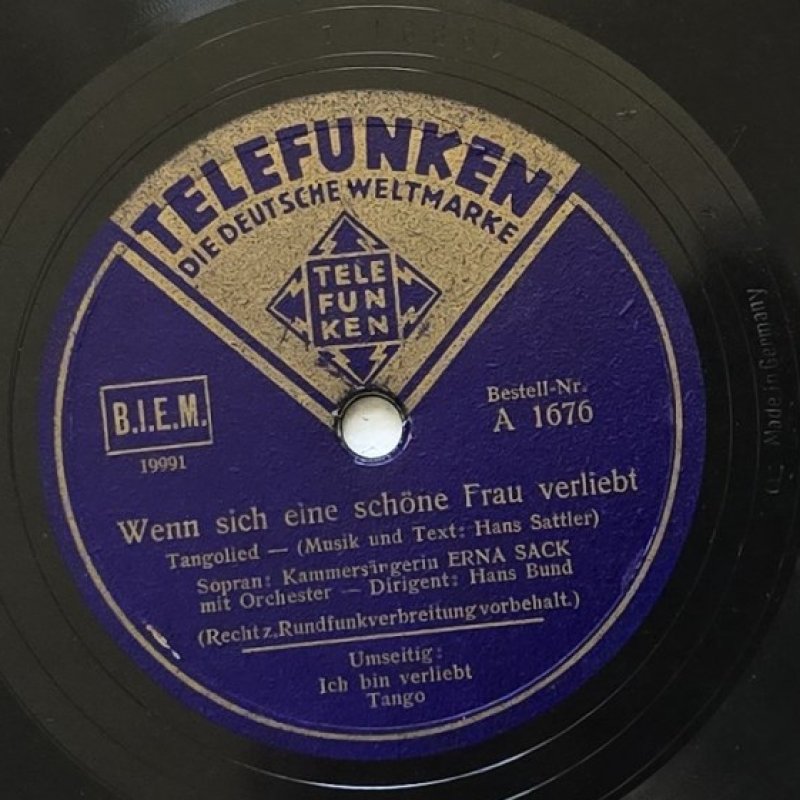 TELEFUNKEN
DIE DEUTSCHE WELTMARKE
TELE
FUN
KEN
B.I.E.M.
19991
Bestell-Nr.
A 1676
Wenn sich eine schöne Frau verliebt
Tangolied — (Musik und Text: Hans Sattler)
Sopran: Kammersängerin ERNA SACK
mit Orchester — Dirigent: Hans Bund
(Recht z. Rundfunkverbreitung vorbehalt.)
Umseitig:
Ich bin verliebt
Tango
Made in Germany